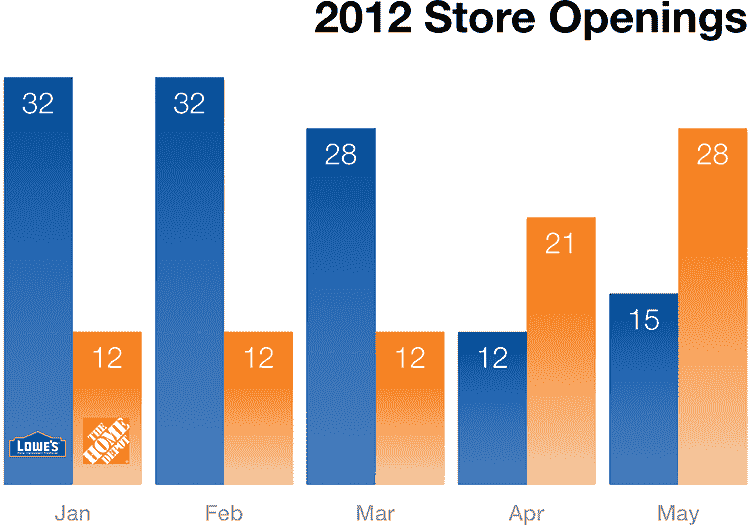 2012 Store Openings
32
12
32
12
28
12
12
21
15
28
LOWE'S
THE
HOME
DEPOT
Jan
Feb
Mar
Apr
May